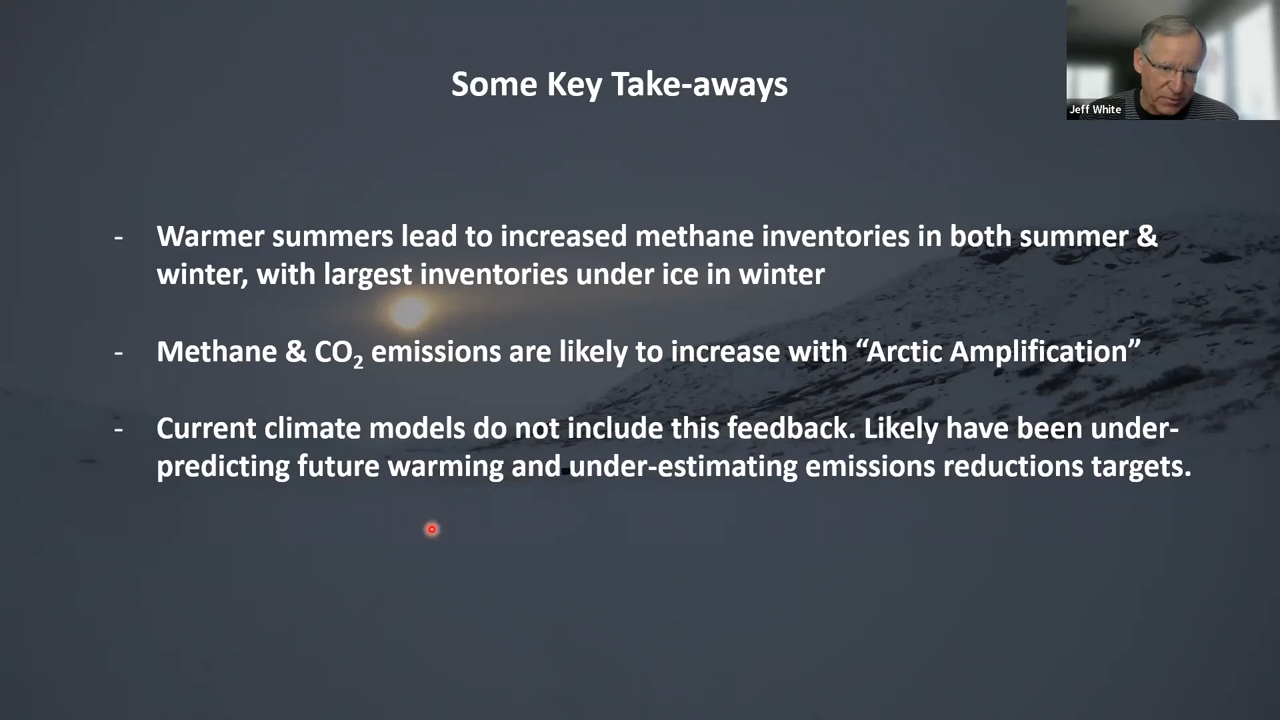 Some Key Take-aways
Jeff White
- Warmer summers lead to increased methane inventories in both summer &
winter, with largest inventories under ice in winter
- Methane & CO₂ emissions are likely to increase with “Arctic Amplification”
- Current climate models do not include this feedback. Likely have been under-
predicting future warming and under-estimating emissions reductions targets.